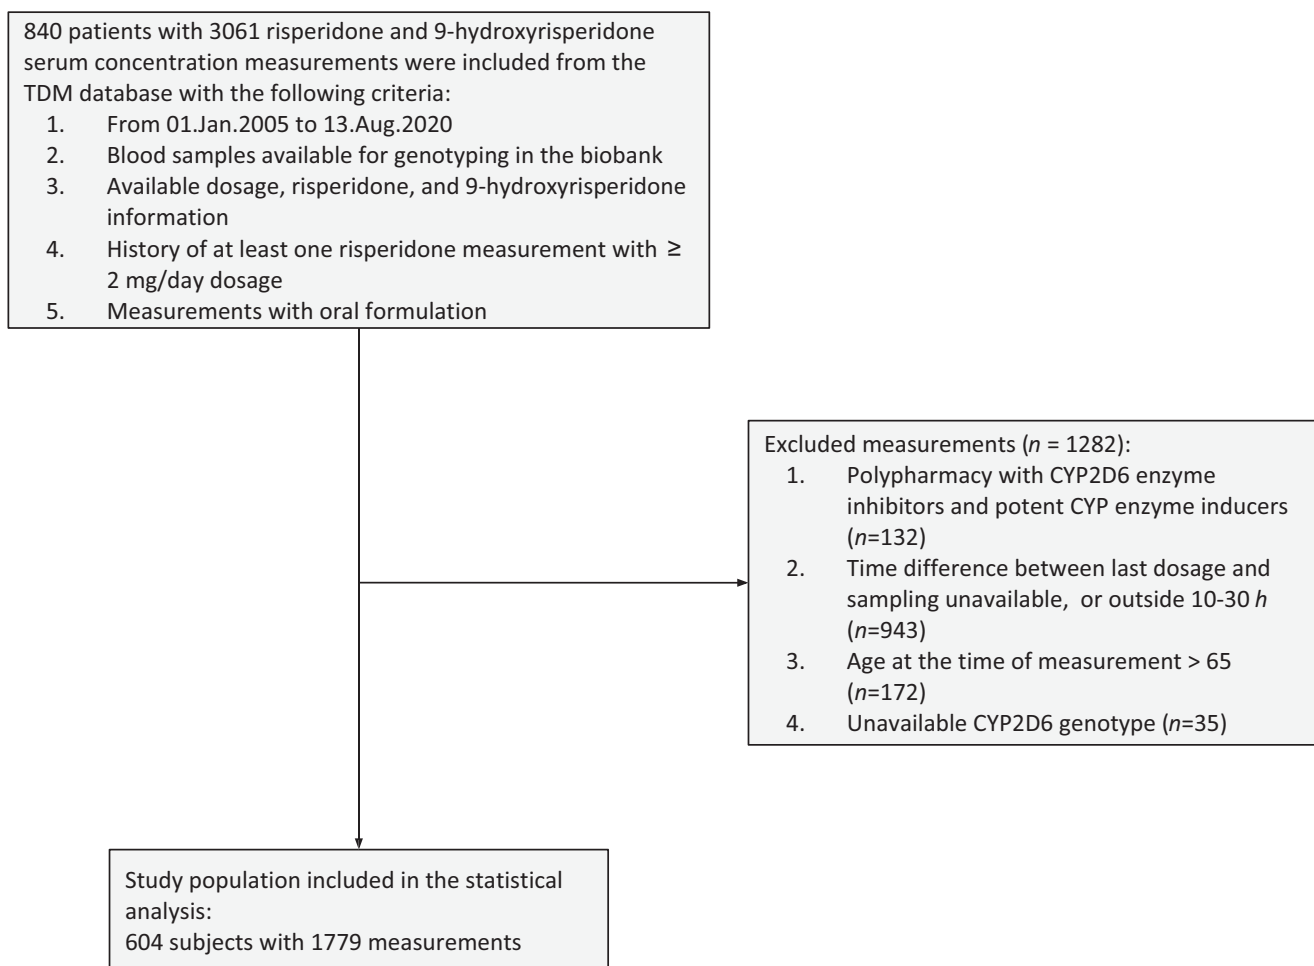 840 patients with 3061 risperidone and 9-hydroxyrisperidone
serum concentration measurements were included from the
TDM database with the following criteria:
1. From 01.Jan.2005 to 13.Aug.2020
2. Blood samples available for genotyping in the biobank
3. Available dosage, risperidone, and 9-hydroxyrisperidone
information
4. History of at least one risperidone measurement with ≥
2 mg/day dosage
5. Measurements with oral formulation
Excluded measurements (n = 1282):
1. Polypharmacy with CYP2D6 enzyme
inhibitors and potent CYP enzyme inducers
(n=132)
2. Time difference between last dosage and
sampling unavailable, or outside 10-30 h
(n=943)
3. Age at the time of measurement > 65
(n=172)
4. Unavailable CYP2D6 genotype (n=35)
Study population included in the statistical
analysis:
604 subjects with 1779 measurements